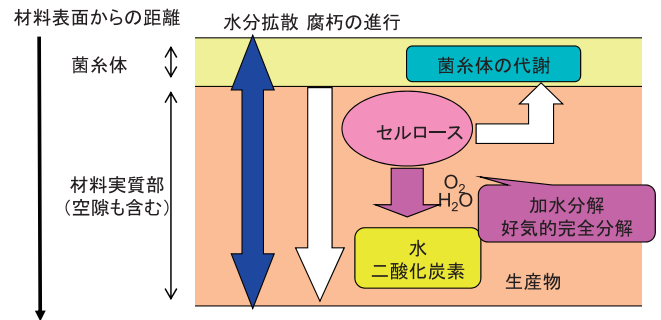 材料表面からの距離
水分拡散 腐朽の進行
菌糸体
菌糸体の代謝
セルロース
材料実質部
(空隙も含む)
O2
H2O
加水分解
好気的完全分解
水
二酸化炭素
生産物